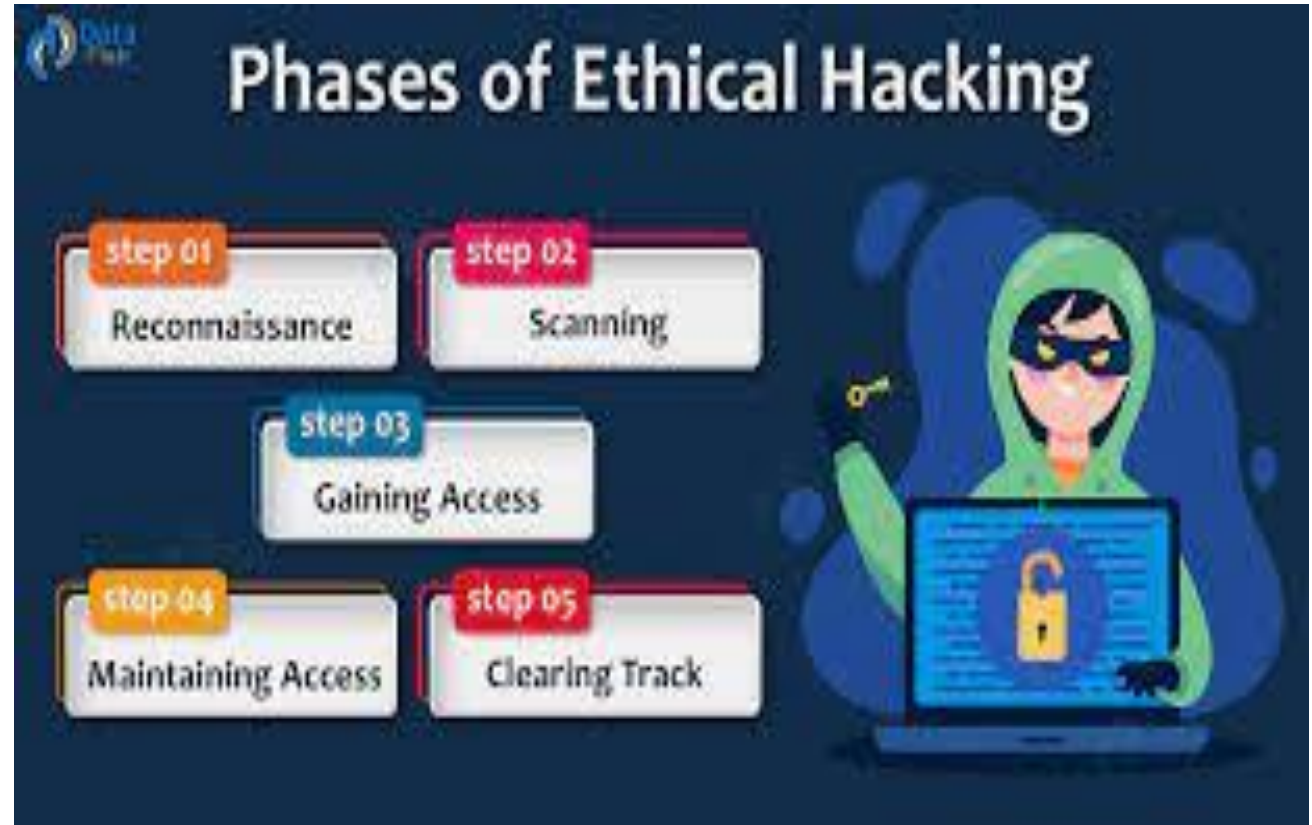 Data
Phases of Ethical Hacking
step 01
Reconnaissance
step 02
Scanning
step 03
Gaining Access
step 04
Maintaining Access
step 05
Clearing Track